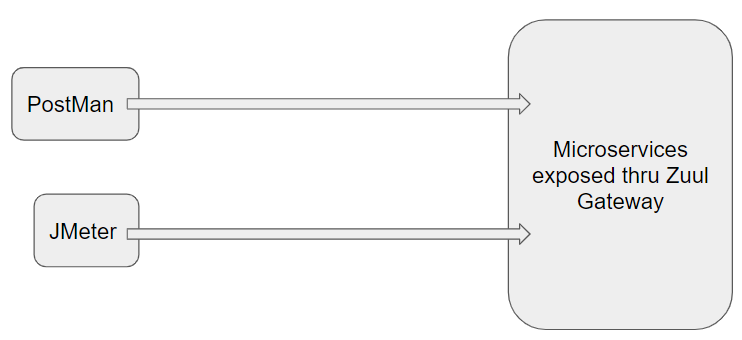 PostMan
JMeter
Microservices
exposed thru Zuul
Gateway